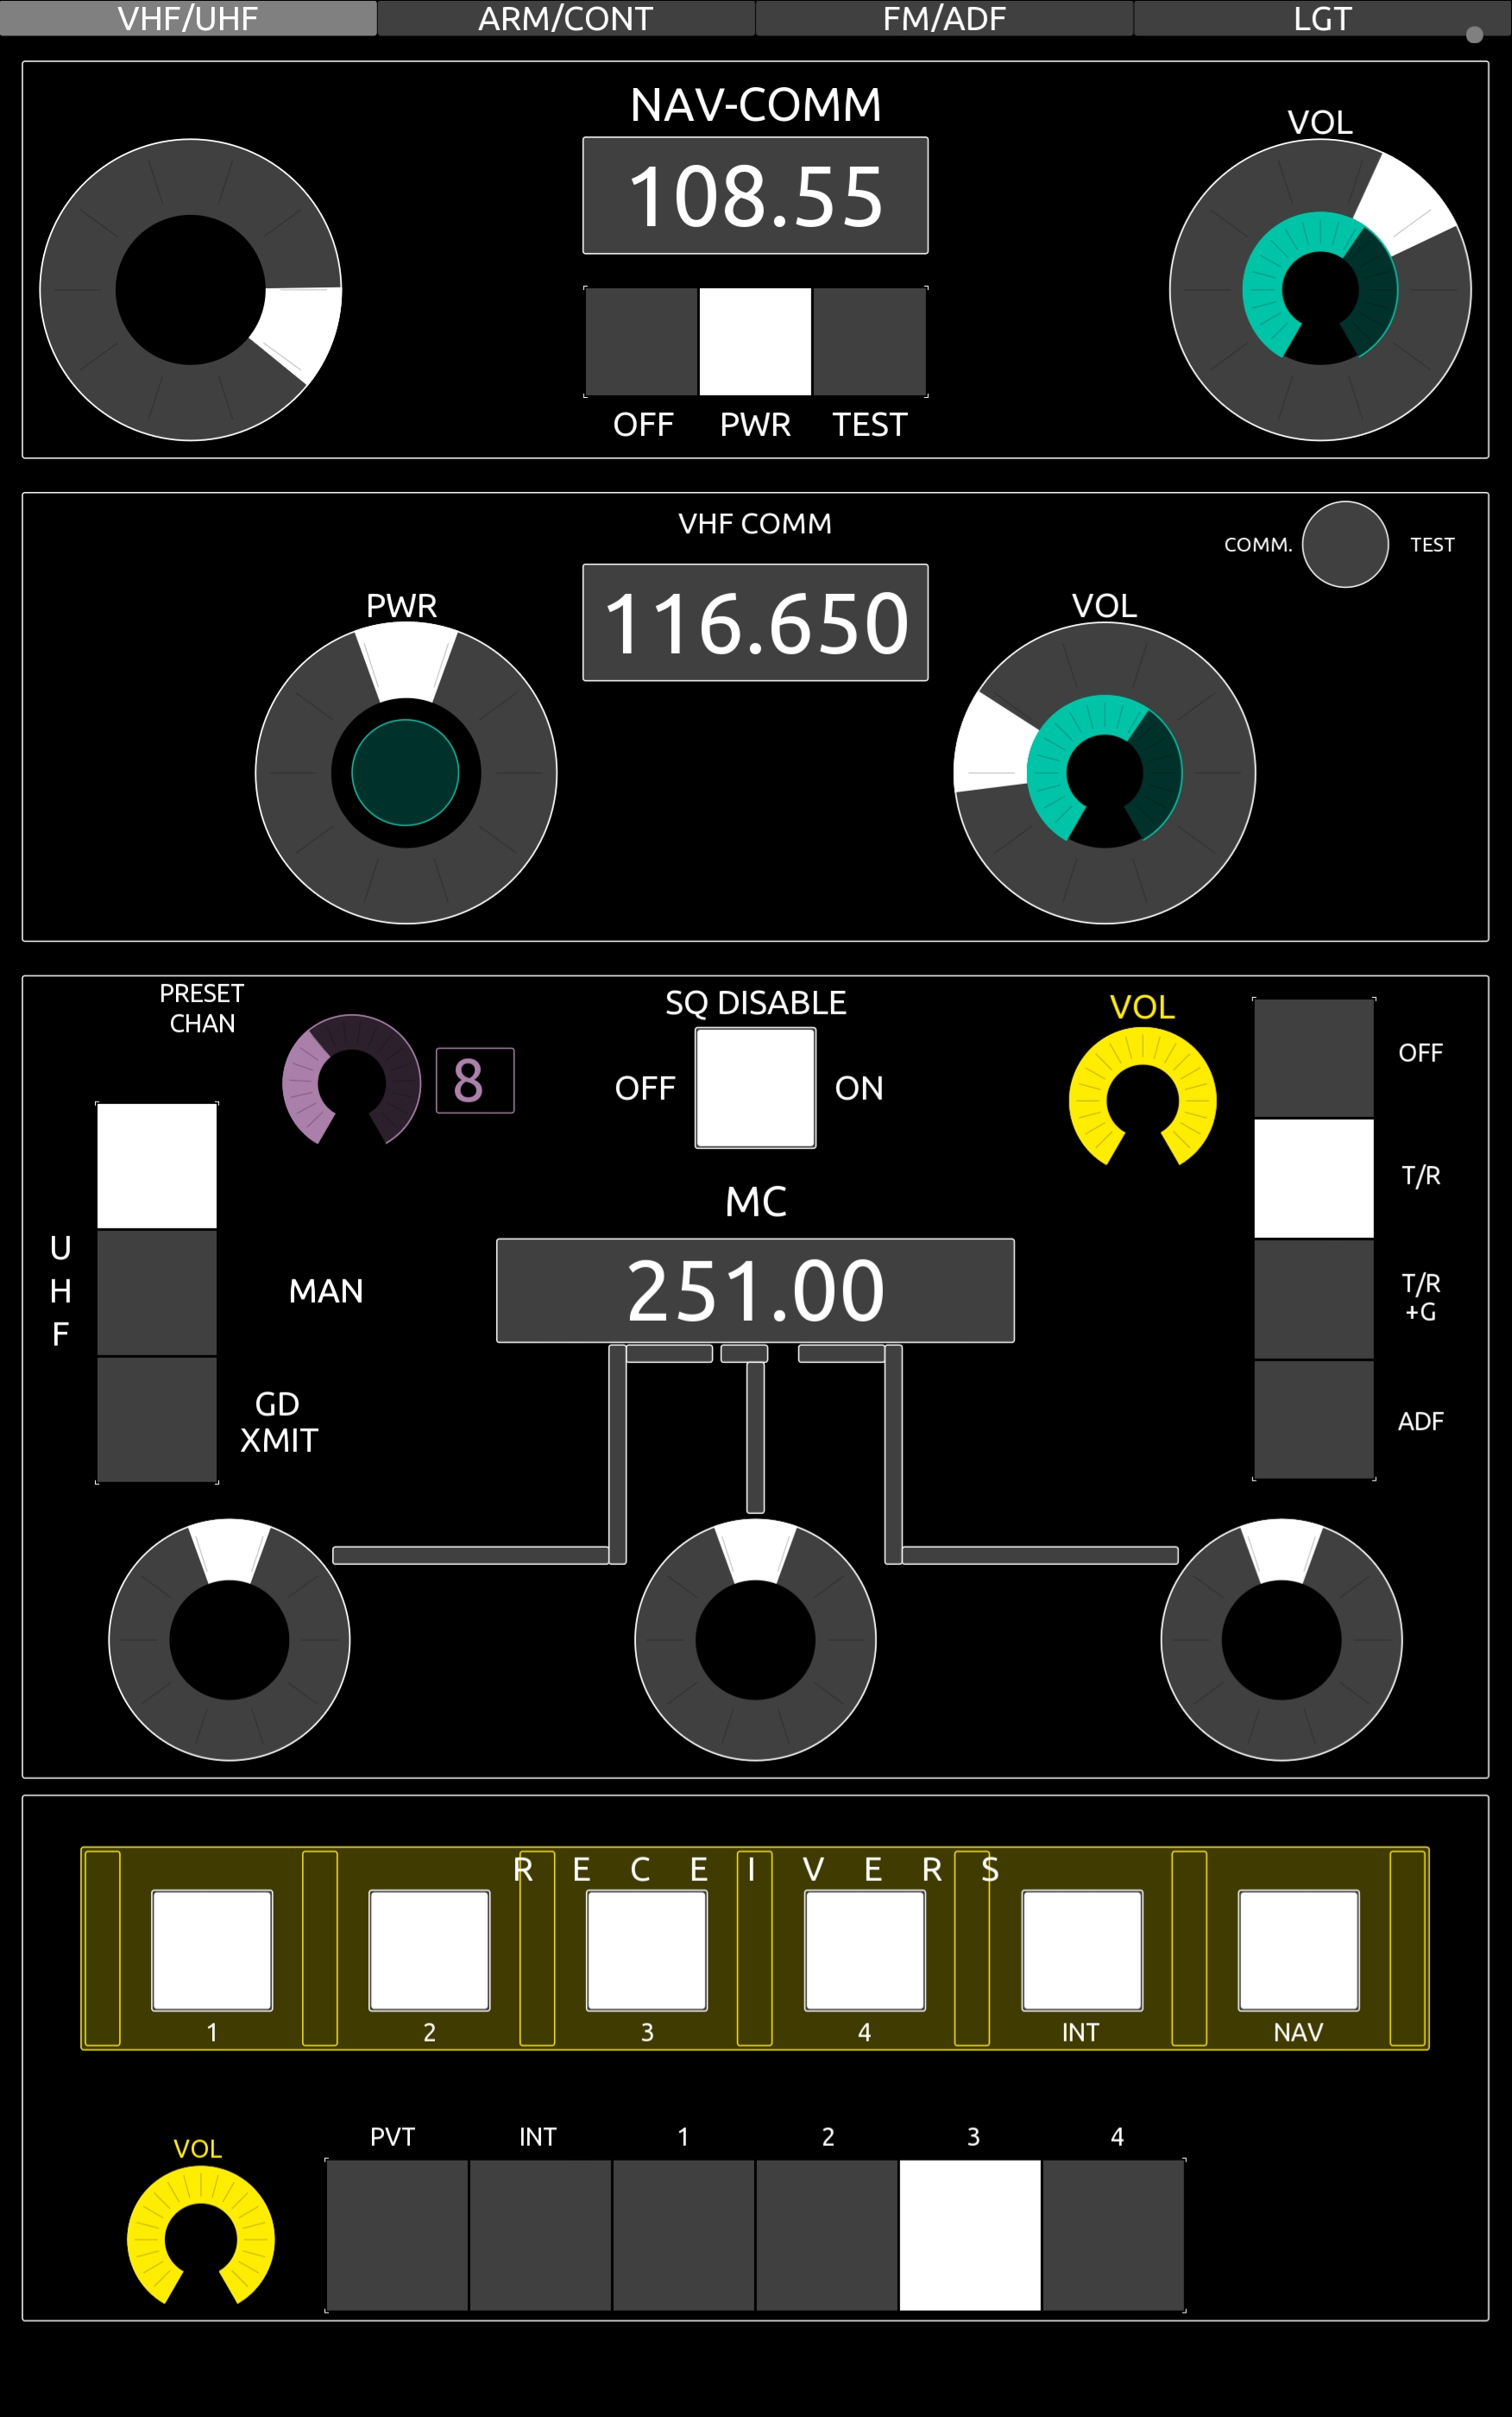 VHF/UHF ARM/CONT FM/ADF LGT
NAV-COMM
VOL
108.55
OFF PWR TEST
VHF COMM
COMM. TEST
PWR
116.650
VOL
PRESET
CHAN
8
SQ DISABLE
OFF ON
VOL
OFF
T/R
T/R
+G
ADF
MC
251.00
U
H
F
MAN
GD
XMIT
R E C E I V E R S
1 2 3 4 INT NAV
VOL
PVT INT 1 2 3 4